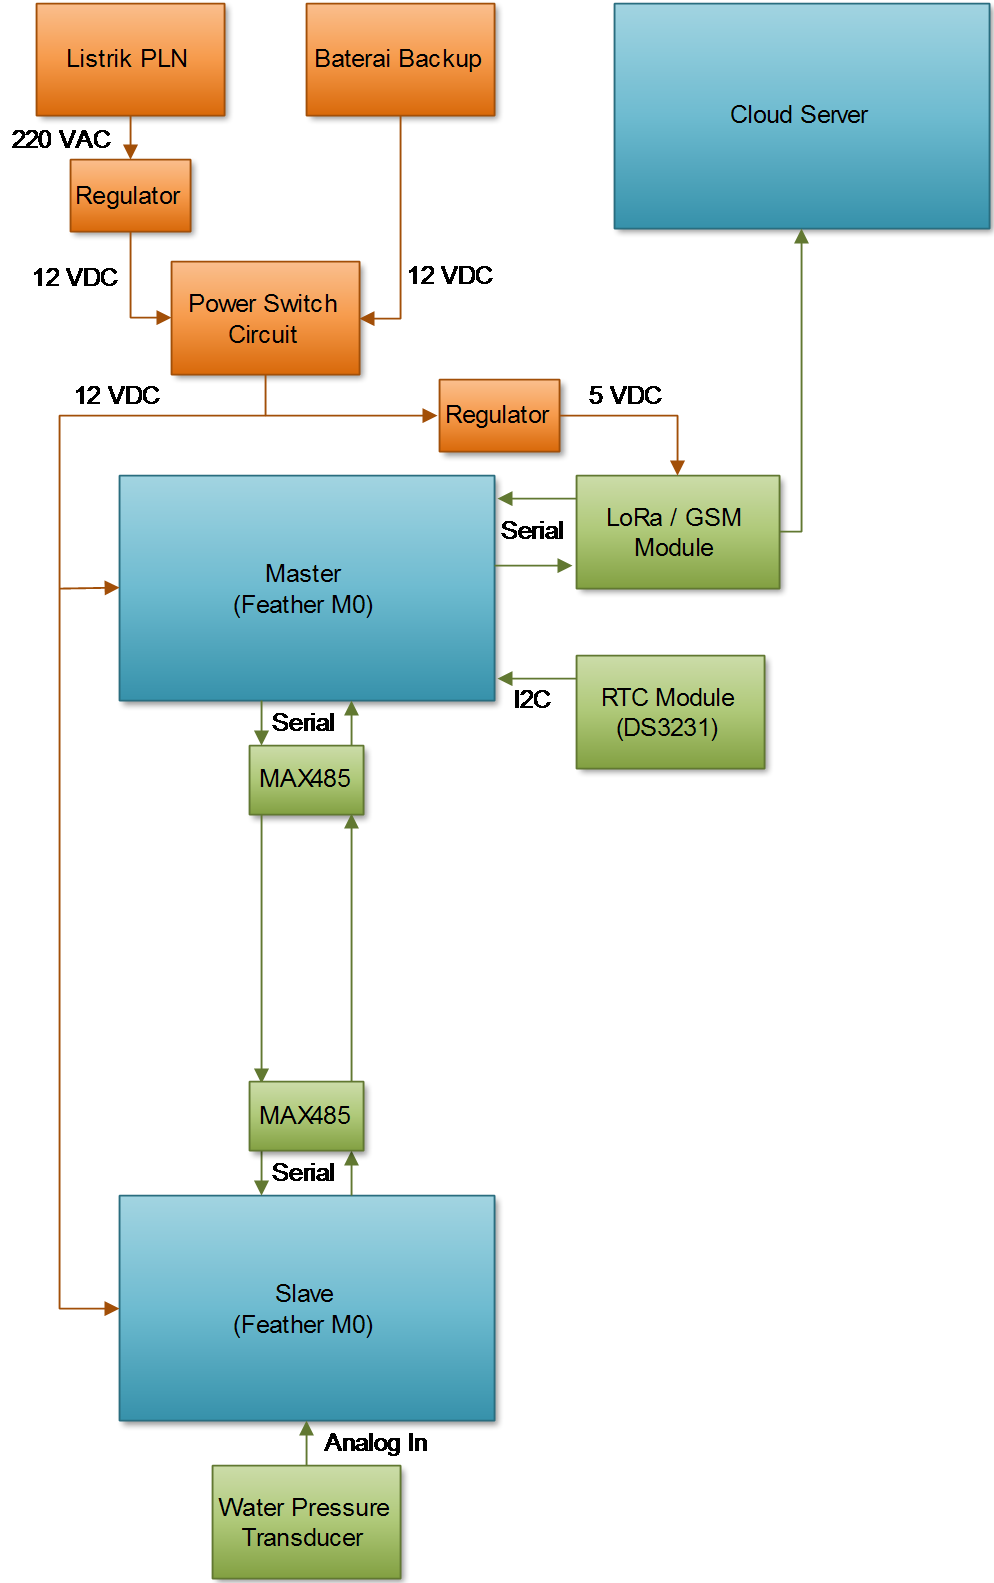 Listrik PLN
Baterai Backup
Cloud Server
220 VAC
Regulator
12 VDC
12 VDC
Power Switch
Circuit
12 VDC
Regulator
5 VDC
LoRa / GSM
Module
Serial
Master
(Feather M0)
I2C
RTC Module
(DS3231)
Serial
MAX485
MAX485
Serial
Slave
(Feather M0)
Analog In
Water Pressure
Transducer